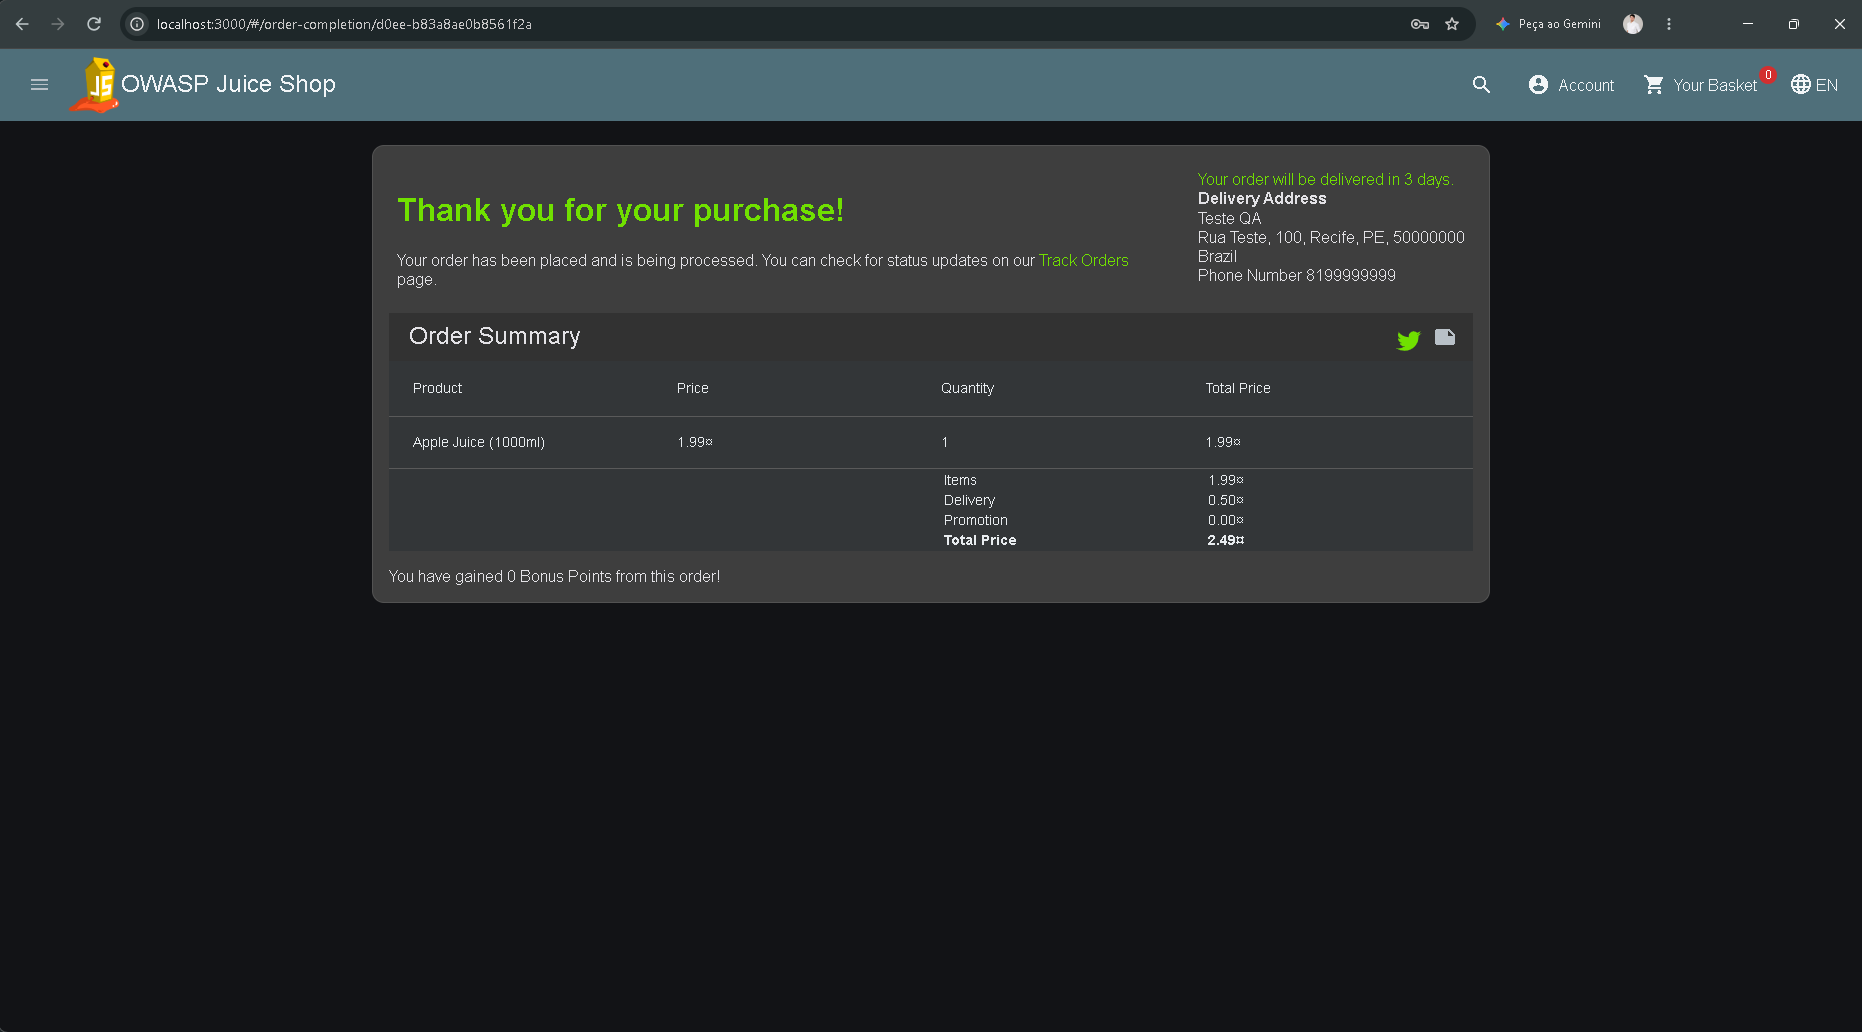 localhost:3000/#/order-completion/d0ee-b83a8ae0b8561f2a
Peça ao Gemini
JS
OWASP Juice Shop
Account
Your Basket
0
EN
Thank you for your purchase!
Your order has been placed and is being processed. You can check for status updates on our Track Orders
page.
Your order will be delivered in 3 days.
Delivery Address
Teste QA
Rua Teste, 100, Recife, PE, 50000000
Brazil
Phone Number 8199999999
Order Summary
Product Price Quantity Total Price
Apple Juice (1000ml) 1.99¤ 1 1.99¤
Items 1.99¤
Delivery 0.50¤
Promotion 0.00¤
Total Price 2.49¤
You have gained 0 Bonus Points from this order!